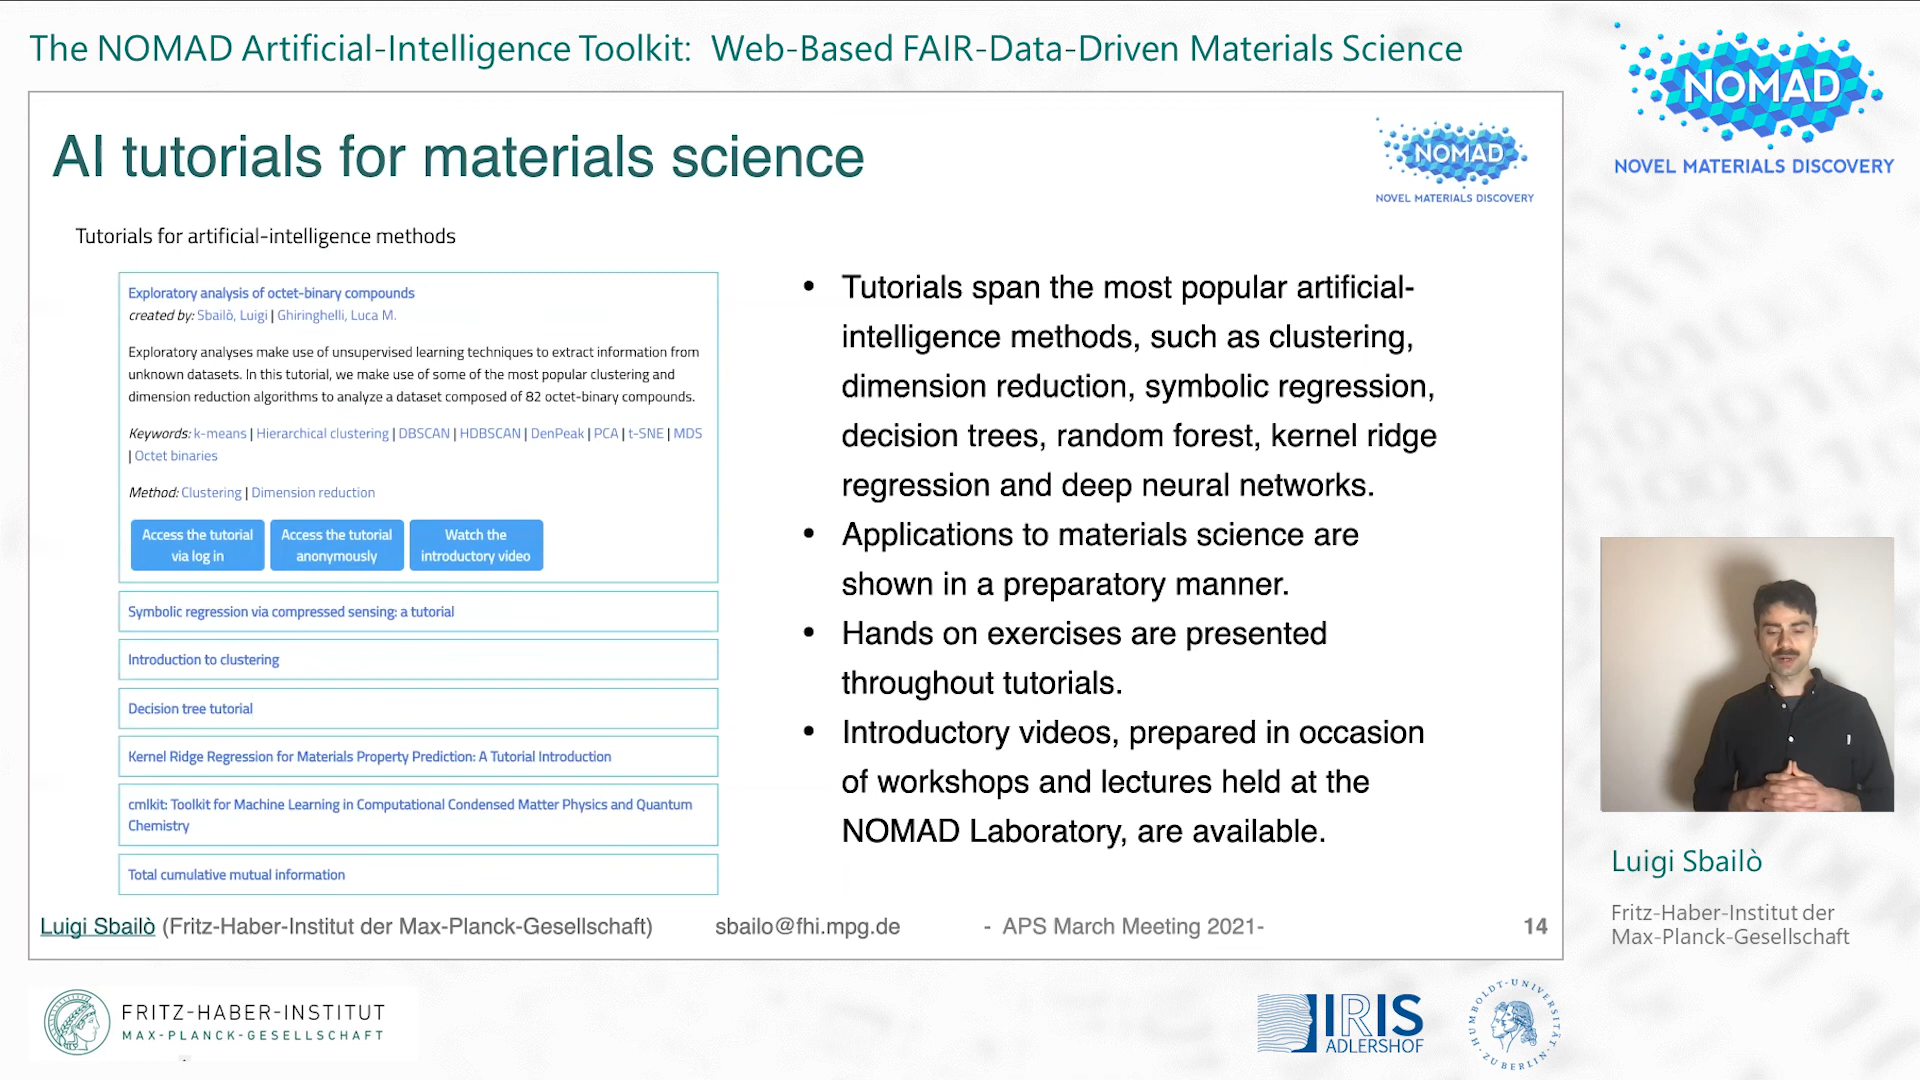 The NOMAD Artificial-Intelligence Toolkit: Web-Based FAIR-Data-Driven Materials Science
NOMAD
NOVEL MATERIALS DISCOVERY
AI tutorials for materials science
NOMAD
NOVEL MATERIALS DISCOVERY
Tutorials for artificial-intelligence methods
Exploratory analysis of octet-binary compounds
created by: Sbailò, Luigi | Ghiringhelli, Luca M.
Exploratory analyses make use of unsupervised learning techniques to extract information from
unknown datasets. In this tutorial, we make use of some of the most popular clustering and
dimension reduction algorithms to analyze a dataset composed of 82 octet-binary compounds.
Keywords: k-means | Hierarchical clustering | DBSCAN | HDBSCAN | DenPeak | PCA | t-SNE | MDS
| Octet binaries
Method: Clustering | Dimension reduction
Access the tutorial
via log in
Access the tutorial
anonymously
Watch the
introductory video
Symbolic regression via compressed sensing: a tutorial
Introduction to clustering
Decision tree tutorial
Kernel Ridge Regression for Materials Property Prediction: A Tutorial Introduction
cmlkit: Toolkit for Machine Learning in Computational Condensed Matter Physics and Quantum
Chemistry
Total cumulative mutual information
• Tutorials span the most popular artificial-
intelligence methods, such as clustering,
dimension reduction, symbolic regression,
decision trees, random forest, kernel ridge
regression and deep neural networks.
• Applications to materials science are
shown in a preparatory manner.
• Hands on exercises are presented
throughout tutorials.
• Introductory videos, prepared in occasion
of workshops and lectures held at the
NOMAD Laboratory, are available.
Luigi Sbailò (Fritz-Haber-Institut der Max-Planck-Gesellschaft) sbailo@fhi.mpg.de - APS March Meeting 2021- 14
Luigi Sbailò
Fritz-Haber-Institut der
Max-Planck-Gesellschaft
FRITZ-HABER-INSTITUT
MAX-PLANCK-GESELLSCHAFT
IRIS
ADLERSHOF
HUMBOLDT-UNIVERSITÄT
ZU BERLIN